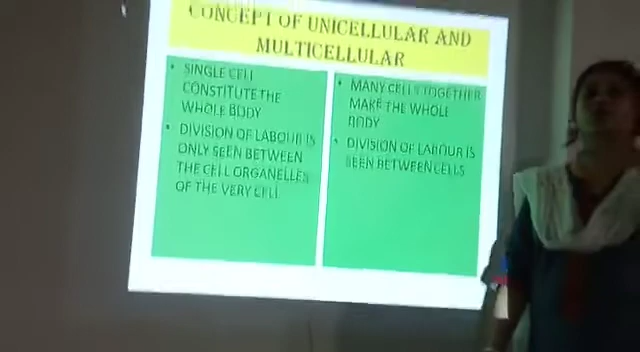 CONCEPT OF UNICELLULAR AND
MULTICELLULAR
• SINGLE CELL
CONSTITUTE THE
WHOLE BODY
• DIVISION OF LABOUR IS
ONLY SEEN BETWEEN
THE CELL ORGANELLES
OF THE VERY CELL
• MANY CELLS TOGETHER
MAKE THE WHOLE
BODY
• DIVISION OF LABOUR IS
SEEN BETWEEN CELLS